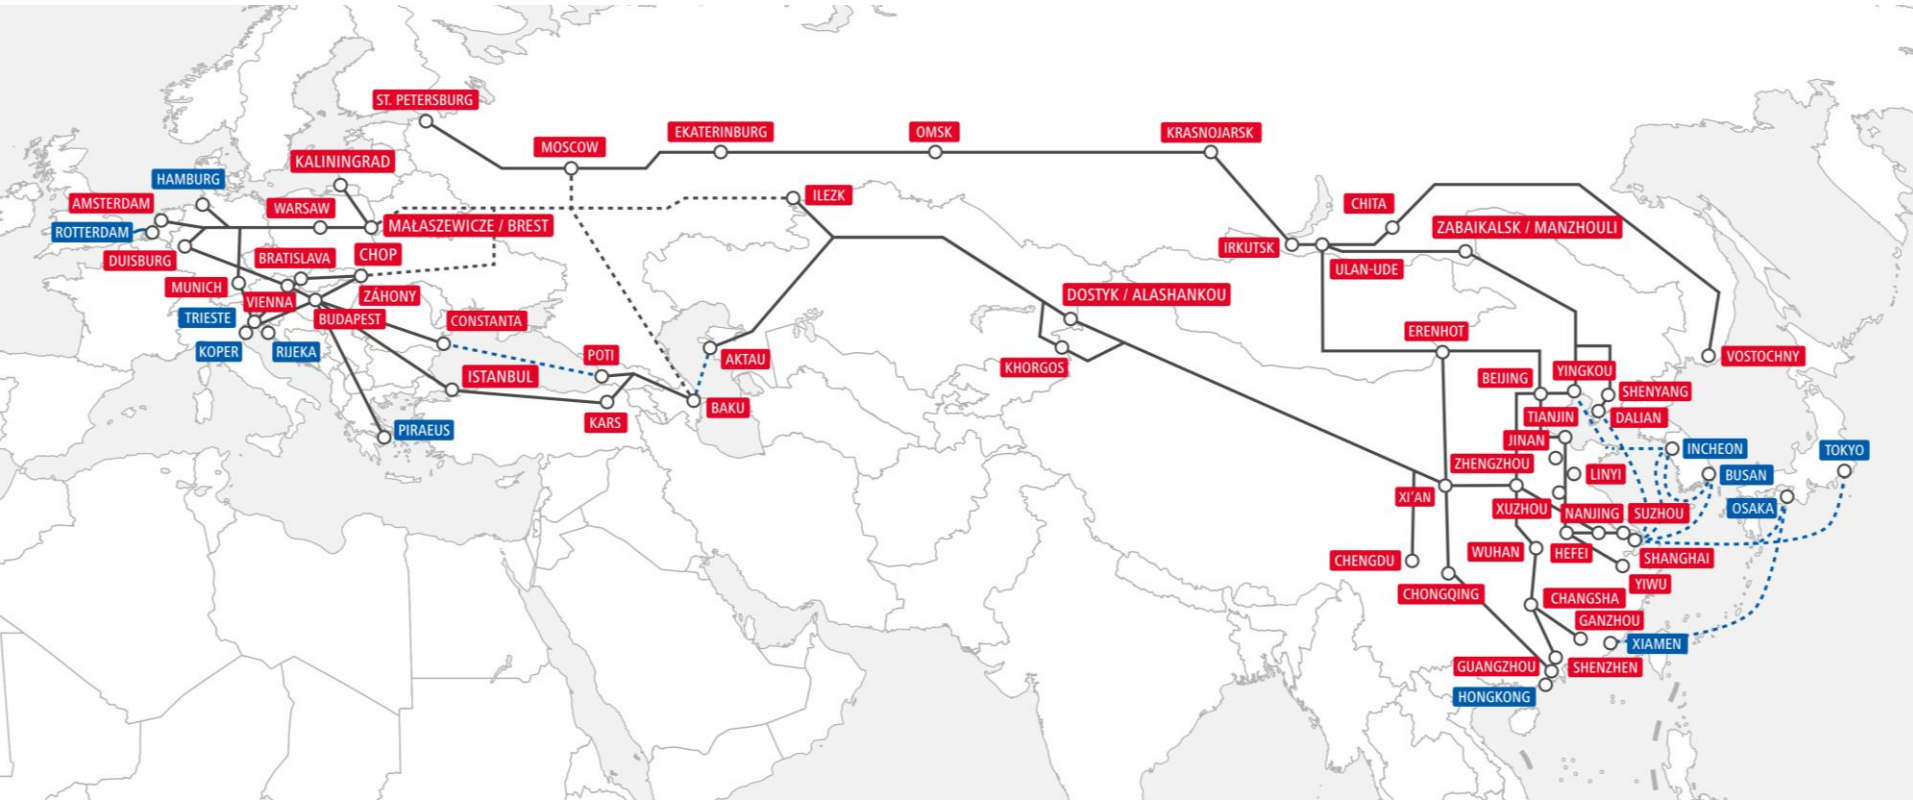 ST. PETERSBURG
MOSCOW
EKATERINBURG
OMSK
KRASNOJARSK
KALININGRAD
HAMBURG
AMSTERDAM
WARSAW
ILEZK
CHITA
ROTTERDAM
MAŁASZEWICZE / BREST
ZABAIKALSK / MANZHOULI
IRKUTSK
DUISBURG
BRATISLAVA
CHOP
ULAN-UDE
MUNICH
VIENNA
ZÁHONY
DOSTYK / ALASHANKOU
TRIESTE
BUDAPEST
CONSTANTA
ERENHOT
KOPER
RIJEKA
POTI
AKTAU
KHORGOS
VOSTOCHNY
ISTANBUL
BEIJING
YINGKOU
SHENYANG
KARS
BAKU
TIANJIN
DALIAN
PIRAEUS
JINAN
INCHEON
TOKYO
ZHENGZHOU
LINYI
BUSAN
XI'AN
XUZHOU
NANJING
SUZHOU
OSAKA
CHENGDU
WUHAN
HEFEI
SHANGHAI
YIWU
CHONGQING
CHANGSHA
GANZHOU
XIAMEN
GUANGZHOU
SHENZHEN
HONGKONG